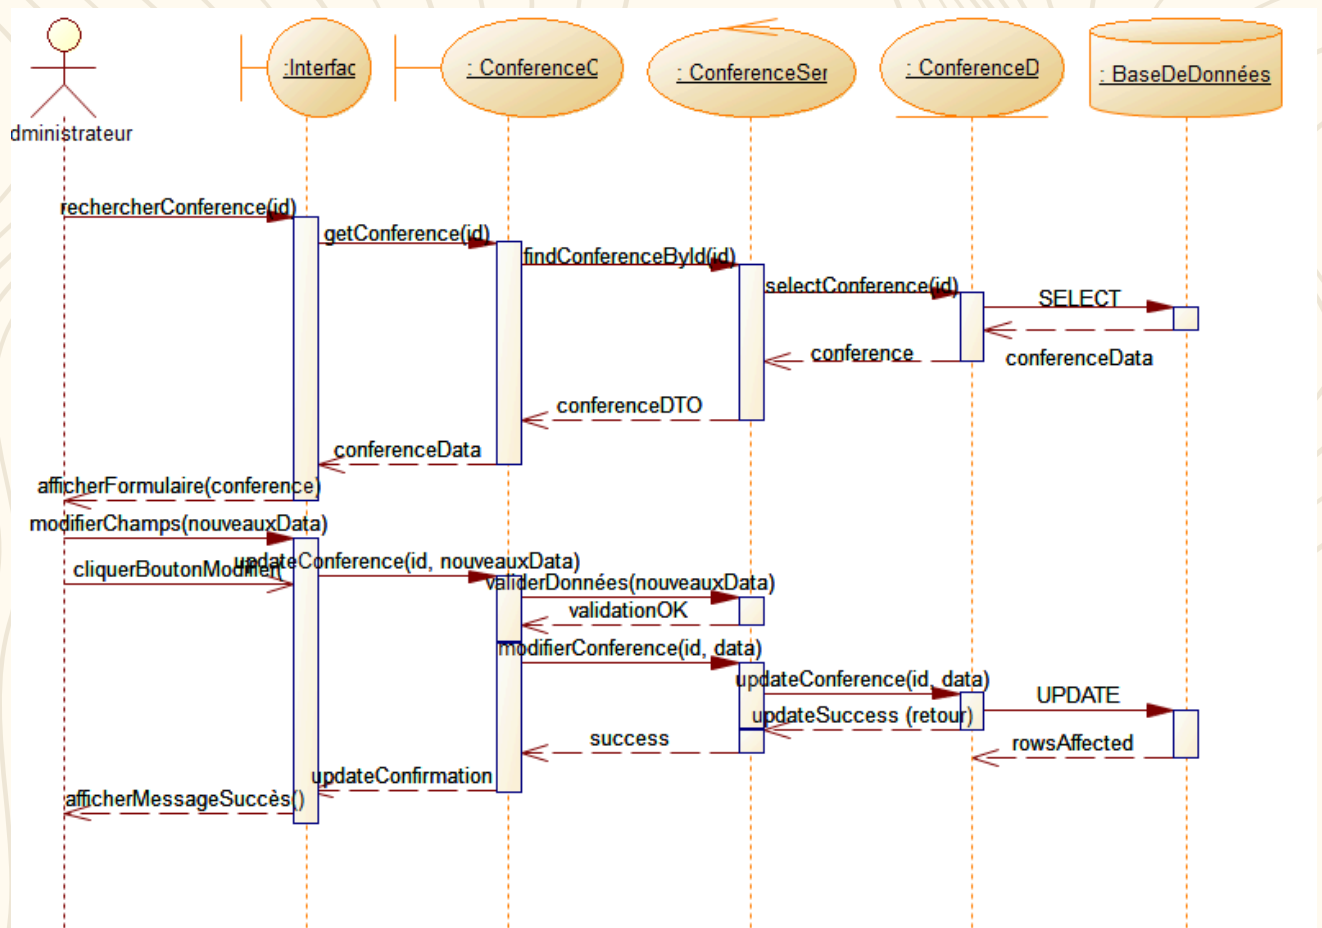 :Interfac
: ConferenceC
: ConferenceSer
: ConferenceD
: BaseDeDonnées
dministrateur
rechercherConference(id)
getConference(id)
findConferenceById(id)
selectConference(id)
SELECT
conferenceData
conference
conferenceDTO
conferenceData
afficherFormulaire(conference)
modifierChamps(nouveauxData)
updateConference(id, nouveauxData)
cliquerBoutonModifier(
validerDonnées(nouveauxData)
validationOK
modifierConference(id, data)
updateConference(id, data)
UPDATE
updateSuccess (retour)
rowsAffected
success
updateConfirmation
afficherMessageSuccès()